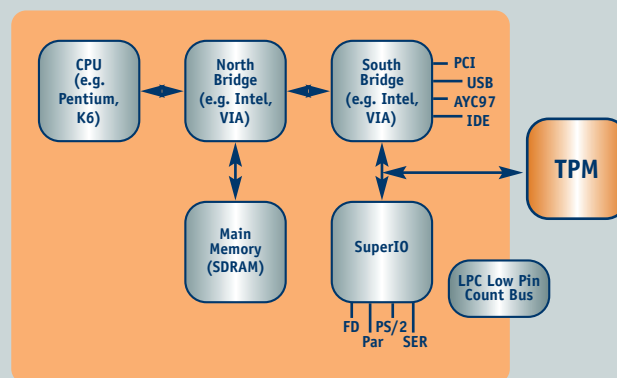 CPU
(e.g.
Pentium,
K6)
North
Bridge
(e.g. Intel,
VIA)
South
Bridge
(e.g. Intel,
VIA)
PCI
USB
AYC97
IDE
TPM
Main
Memory
(SDRAM)
SuperIO
LPC Low Pin
Count Bus
FD PS/2
Par SER